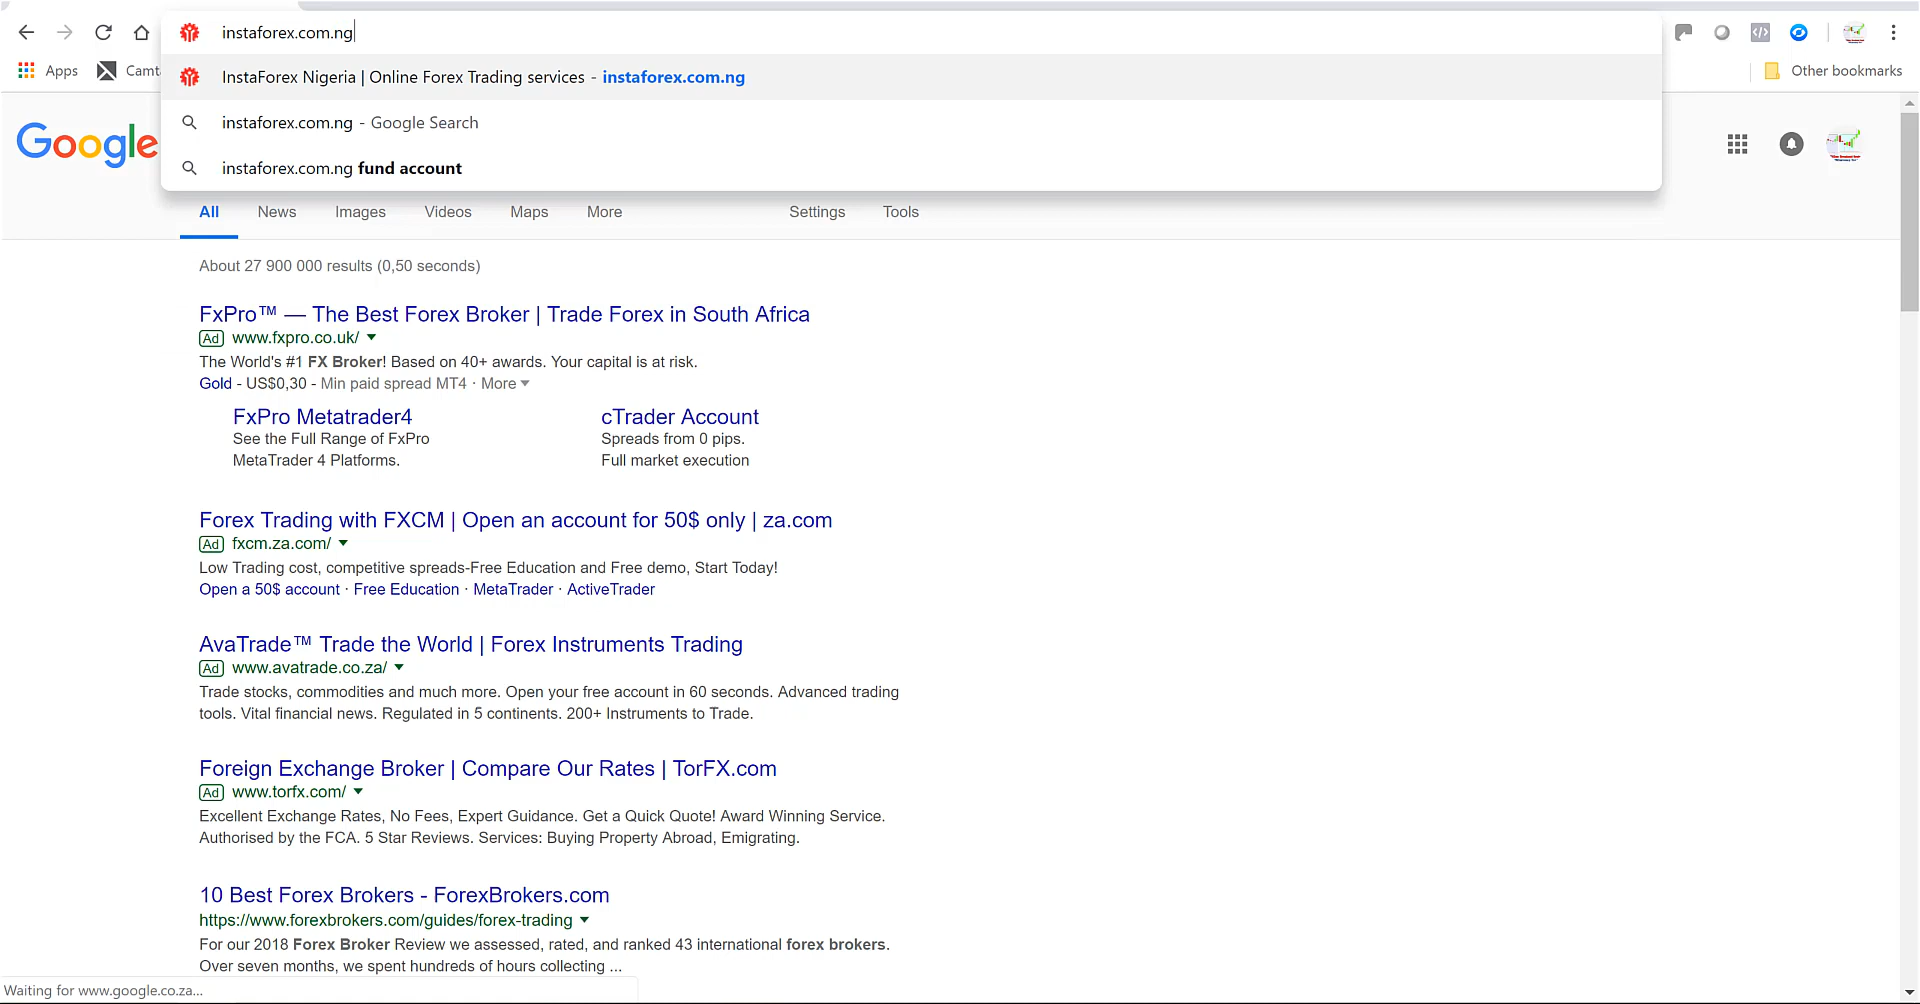 instaforex.com.ng
Apps
Camta
Other bookmarks
InstaForex Nigeria | Online Forex Trading services - instaforex.com.ng
instaforex.com.ng - Google Search
instaforex.com.ng fund account
Google
All News Images Videos Maps More Settings Tools
About 27 900 000 results (0,50 seconds)
FxPro™ — The Best Forex Broker | Trade Forex in South Africa
Ad www.fxpro.co.uk/
The World's #1 FX Broker! Based on 40+ awards. Your capital is at risk.
Gold - US$0,30 - Min paid spread MT4 · More
FxPro Metatrader4
See the Full Range of FxPro
MetaTrader 4 Platforms.
cTrader Account
Spreads from 0 pips.
Full market execution
Forex Trading with FXCM | Open an account for 50$ only | za.com
Ad fxcm.za.com/
Low Trading cost, competitive spreads-Free Education and Free demo, Start Today!
Open a 50$ account · Free Education · MetaTrader · ActiveTrader
AvaTrade™ Trade the World | Forex Instruments Trading
Ad www.avatrade.co.za/
Trade stocks, commodities and much more. Open your free account in 60 seconds. Advanced trading
tools. Vital financial news. Regulated in 5 continents. 200+ Instruments to Trade.
Foreign Exchange Broker | Compare Our Rates | TorFX.com
Ad www.torfx.com/
Excellent Exchange Rates, No Fees, Expert Guidance. Get a Quick Quote! Award Winning Service.
Authorised by the FCA. 5 Star Reviews. Services: Buying Property Abroad, Emigrating.
10 Best Forex Brokers - ForexBrokers.com
https://www.forexbrokers.com/guides/forex-trading
For our 2018 Forex Broker Review we assessed, rated, and ranked 43 international forex brokers.
Over seven months, we spent hundreds of hours collecting ...
Waiting for www.google.co.za...